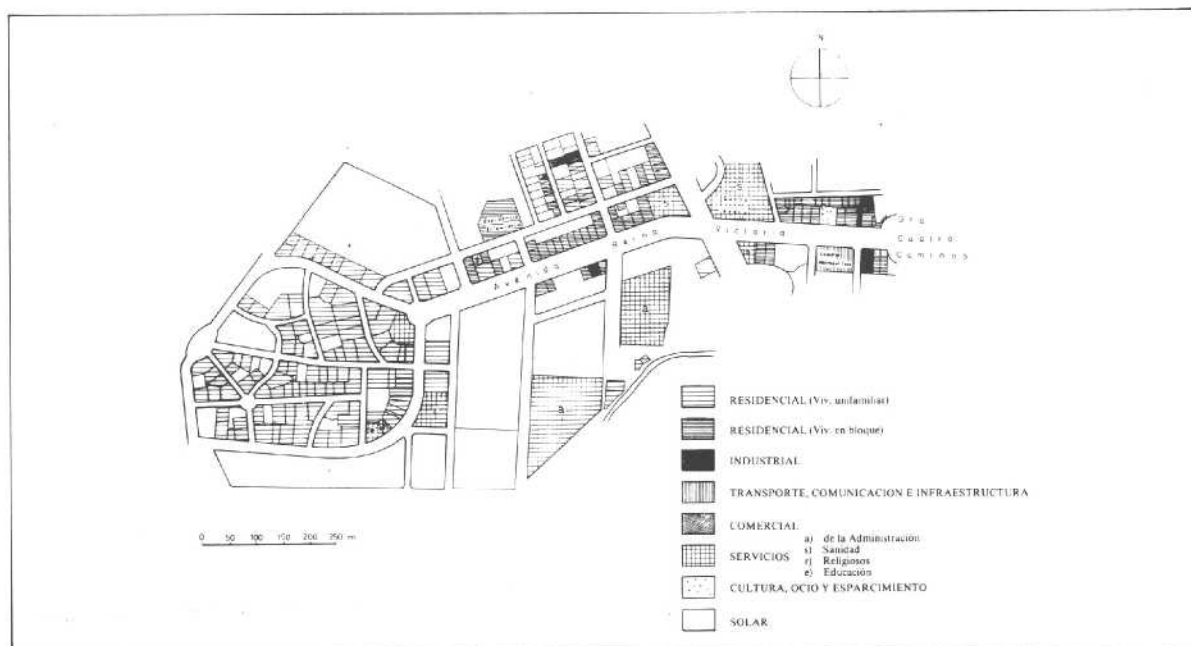 N
Avenida Reina Victoria
Gta.
Cuatro
Caminos
s
s
a
a
0 50 100 150 200 250 m
RESIDENCIAL (Viv. unifamiliar)
RESIDENCIAL (Viv. en bloque)
INDUSTRIAL
TRANSPORTE, COMUNICACION E INFRAESTRUCTURA
COMERCIAL
SERVICIOS
a) de la Administración
s) Sanidad
r) Religiosos
e) Educación
CULTURA, OCIO Y ESPARCIMIENTO
SOLAR